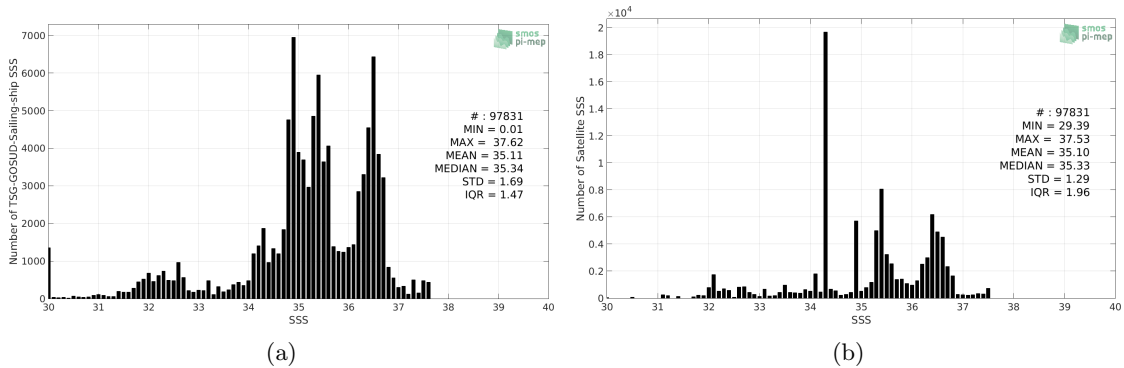 smos
pi-mep
Number of TSG-GOSUD-Sailing-ship SSS
7000
6000
5000
4000
3000
2000
1000
0
# : 97831
MIN = 0.01
MAX = 37.62
MEAN = 35.11
MEDIAN = 35.34
STD = 1.69
IQR = 1.47
30 31 32 33 34 35 36 37 38 39 40
SSS
(a)
×10⁴
smos
pi-mep
Number of Satellite SSS
2
1.8
1.6
1.4
1.2
1
0.8
0.6
0.4
0.2
0
# : 97831
MIN = 29.39
MAX = 37.53
MEAN = 35.10
MEDIAN = 35.33
STD = 1.29
IQR = 1.96
30 31 32 33 34 35 36 37 38 39 40
SSS
(b)